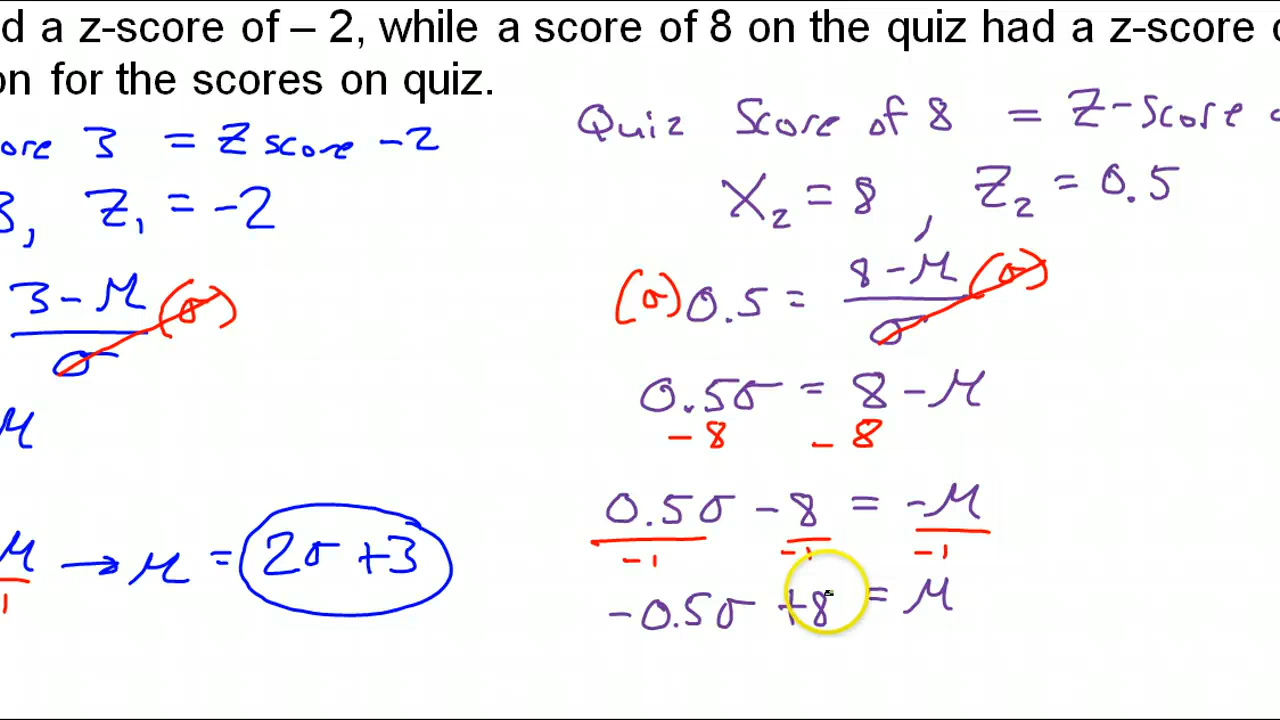 d a z-score of – 2, while a score of 8 on the quiz had a z-score
on for the scores on quiz.
ore 3 = Z score -2
3, Z₁ = -2
3 - μ (σ)
σ
μ
μ → μ = 2σ + 3
1
Quiz Score of 8 = Z-Score
X₂ = 8, Z₂ = 0.5
(σ) 0.5 = 8 - μ (σ)
σ
0.5σ = 8 - μ
- 8 - 8
0.5σ - 8 = -μ
-1 -1 -1
-0.5σ + 8 = μ